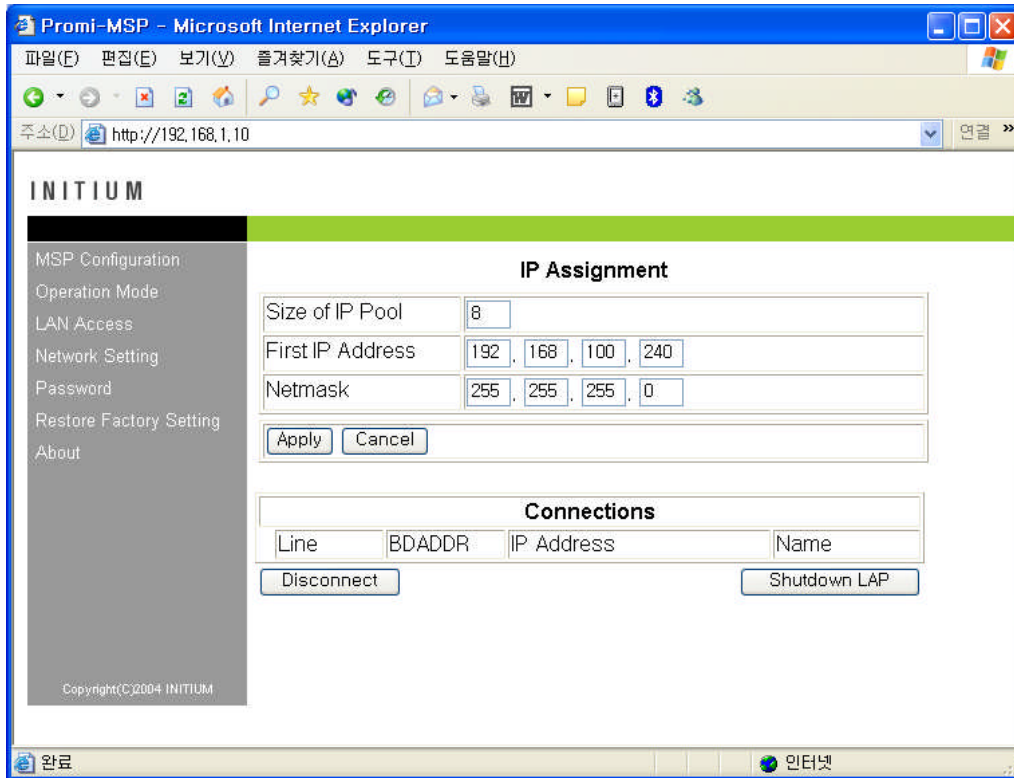 Promi-MSP - Microsoft Internet Explorer
파일(F) 편집(E) 보기(V) 즐겨찾기(A) 도구(T) 도움말(H)
주소(D) http://192.168.1.10 연결 »
INITIUM
MSP Configuration
Operation Mode
LAN Access
Network Setting
Password
Restore Factory Setting
About
Copyright(C)2004 INITIUM
IP Assignment
Size of IP Pool 8
First IP Address 192 . 168 . 100 . 240
Netmask 255 . 255 . 255 . 0
Apply Cancel
Connections
Line BDADDR IP Address Name
Disconnect Shutdown LAP
완료 인터넷